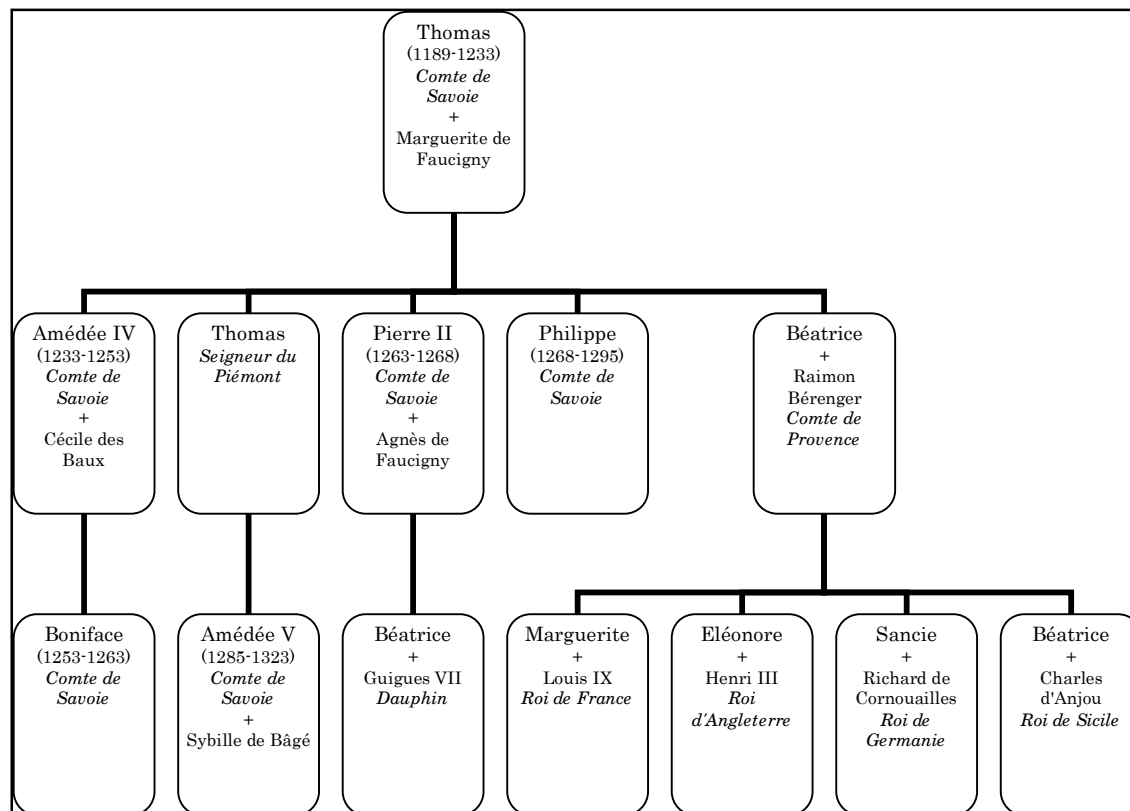 Thomas
(1189-1233)
Comte de
Savoie
+
Marguerite de
Faucigny
Amédée IV
(1233-1253)
Comte de
Savoie
+
Cécile des
Baux
Thomas
Seigneur du
Piémont
Pierre II
(1263-1268)
Comte de
Savoie
+
Agnès de
Faucigny
Philippe
(1268-1295)
Comte de
Savoie
Béatrice
+
Raimon
Bérenger
Comte de
Provence
Boniface
(1253-1263)
Comte de
Savoie
Amédée V
(1285-1323)
Comte de
Savoie
+
Sybille de Bâgé
Béatrice
+
Guigues VII
Dauphin
Marguerite
+
Louis IX
Roi de France
Eléonore
+
Henri III
Roi
d'Angleterre
Sancie
+
Richard de
Cornouailles
Roi de
Germanie
Béatrice
+
Charles
d'Anjou
Roi de Sicile